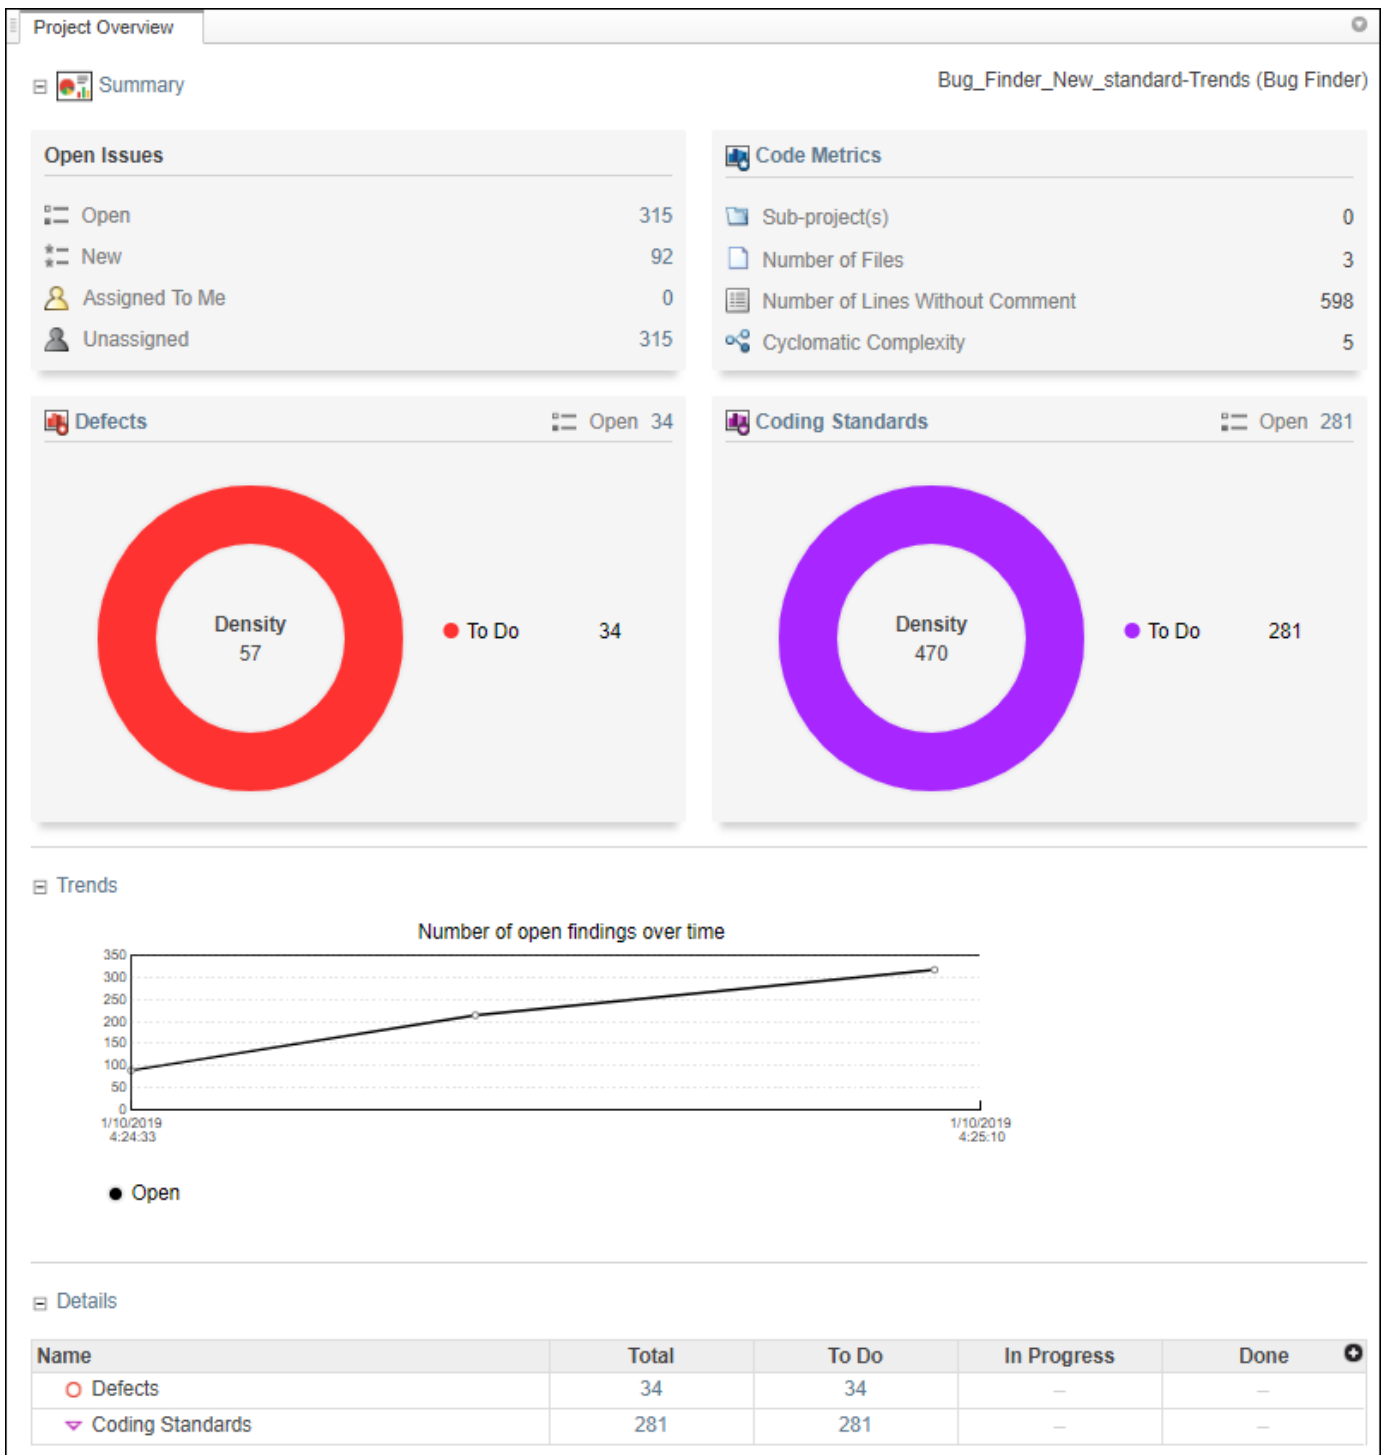 Project Overview
Summary
Bug_Finder_New_standard-Trends (Bug Finder)
Open Issues
Open 315
New 92
Assigned To Me 0
Unassigned 315
Code Metrics
Sub-project(s) 0
Number of Files 3
Number of Lines Without Comment 598
Cyclomatic Complexity 5
Defects Open 34
Density
57
To Do 34
Coding Standards Open 281
Density
470
To Do 281
Trends
Number of open findings over time
350
300
250
200
150
100
50
0
1/10/2019
4:24:33
1/10/2019
4:25:10
Open
Details
Name Total To Do In Progress Done
Defects 34 34 – –
Coding Standards 281 281 – –